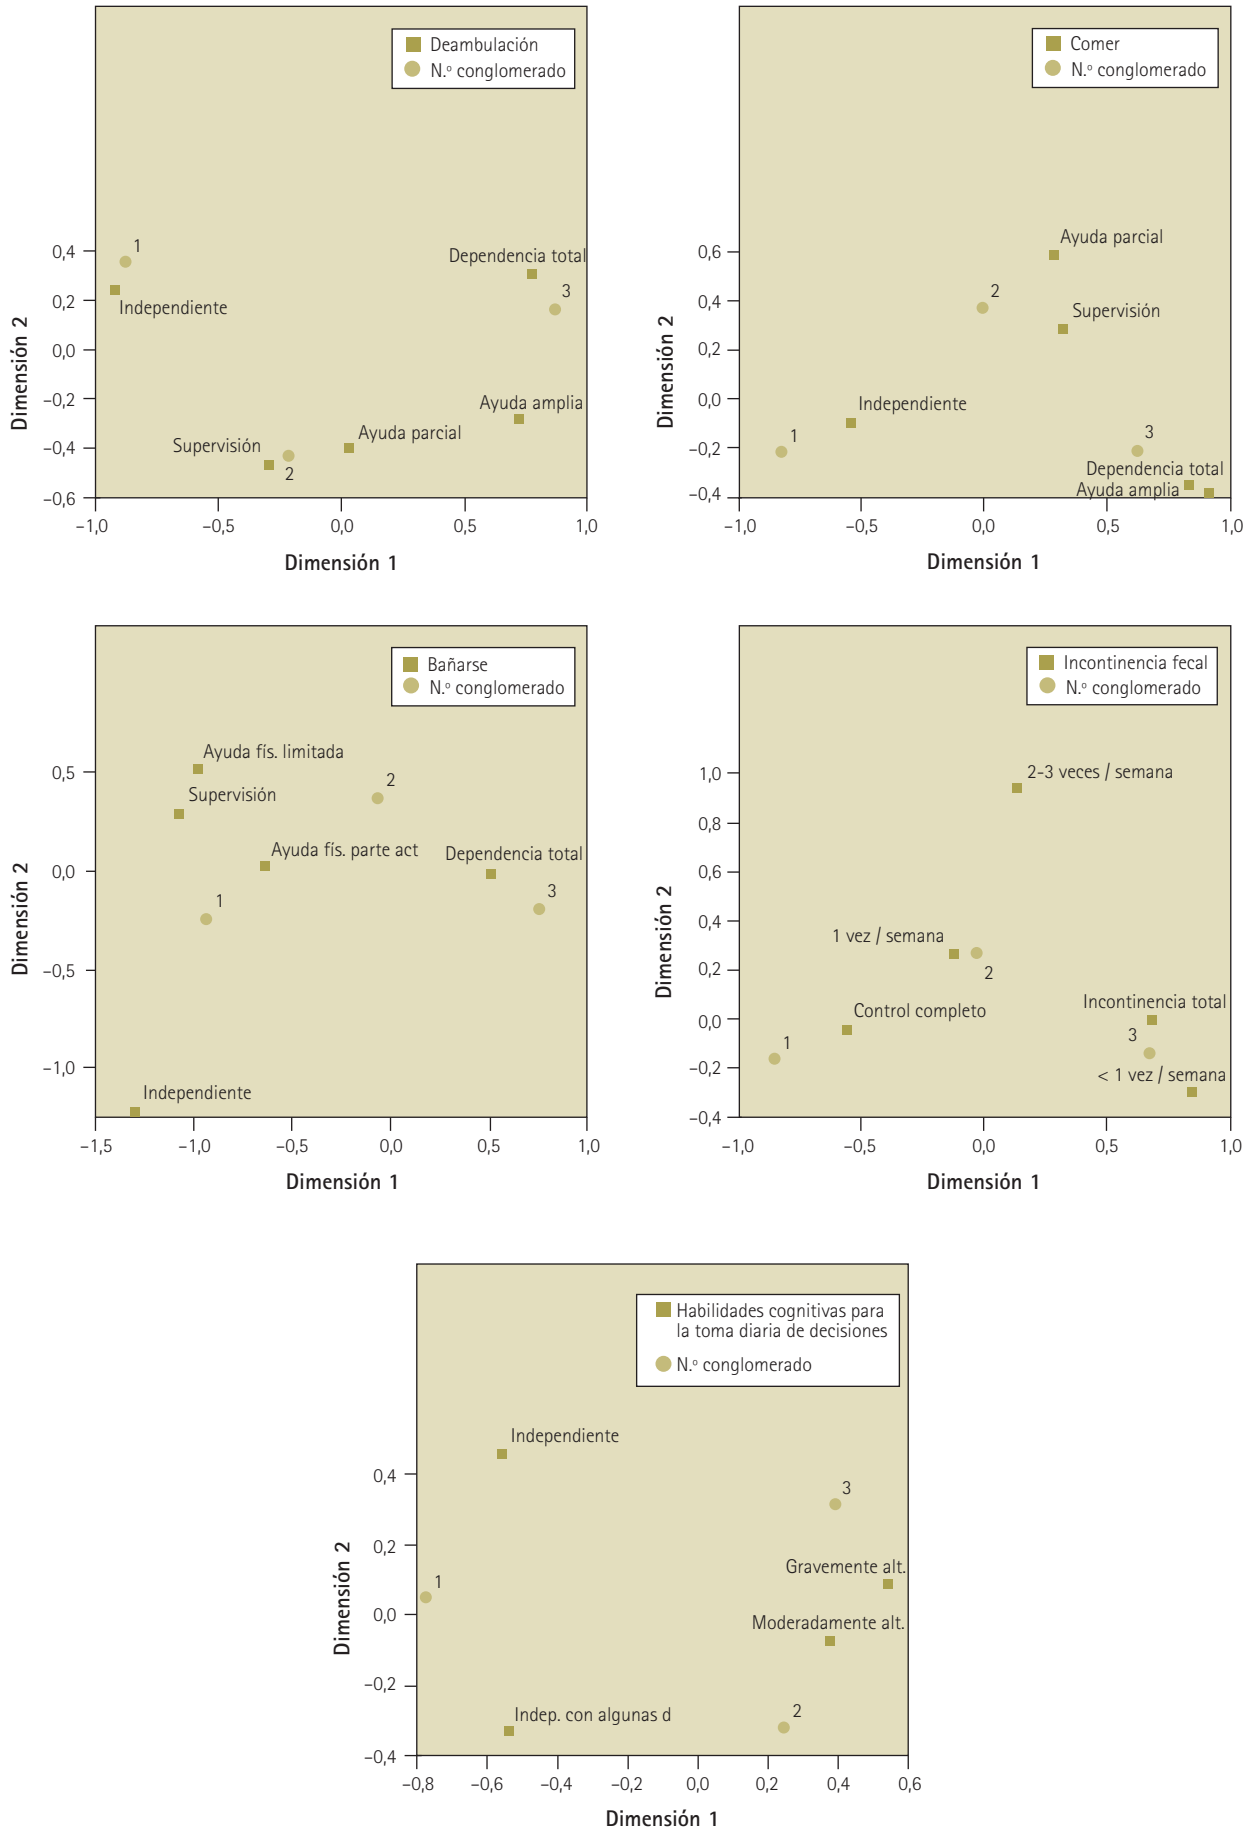 Deambulación
N.º conglomerado
0,4
0,2
0,0
−0,2
−0,4
−0,6
Dimensión 2
1
Independiente
Dependencia total
3
Ayuda amplia
Ayuda parcial
Supervisión
2
−1,0
−0,5
0,0
0,5
1,0
Dimensión 1
Comer
N.º conglomerado
0,6
0,4
0,2
0,0
−0,2
−0,4
Dimensión 2
Ayuda parcial
2
Supervisión
Independiente
1
3
Dependencia total
Ayuda amplia
−1,0
−0,5
0,0
0,5
1,0
Dimensión 1
Bañarse
N.º conglomerado
0,5
0,0
−0,5
−1,0
Dimensión 2
Ayuda fís. limitada
2
Supervisión
Ayuda fís. parte act
Dependencia total
1
3
Independiente
−1,5
−1,0
−0,5
0,0
0,5
1,0
Dimensión 1
Incontinencia fecal
N.º conglomerado
1,0
0,8
0,6
0,4
0,2
0,0
−0,2
−0,4
Dimensión 2
2-3 veces / semana
1 vez / semana
2
Control completo
Incontinencia total
1
3
< 1 vez / semana
−1,0
−0,5
0,0
0,5
1,0
Dimensión 1
Habilidades cognitivas para
la toma diaria de decisiones
N.º conglomerado
0,4
0,2
0,0
−0,2
−0,4
Dimensión 2
Independiente
3
Gravemente alt.
1
Moderadamente alt.
Indep. con algunas d
2
−0,8
−0,6
−0,4
−0,2
0,0
0,2
0,4
0,6
Dimensión 1